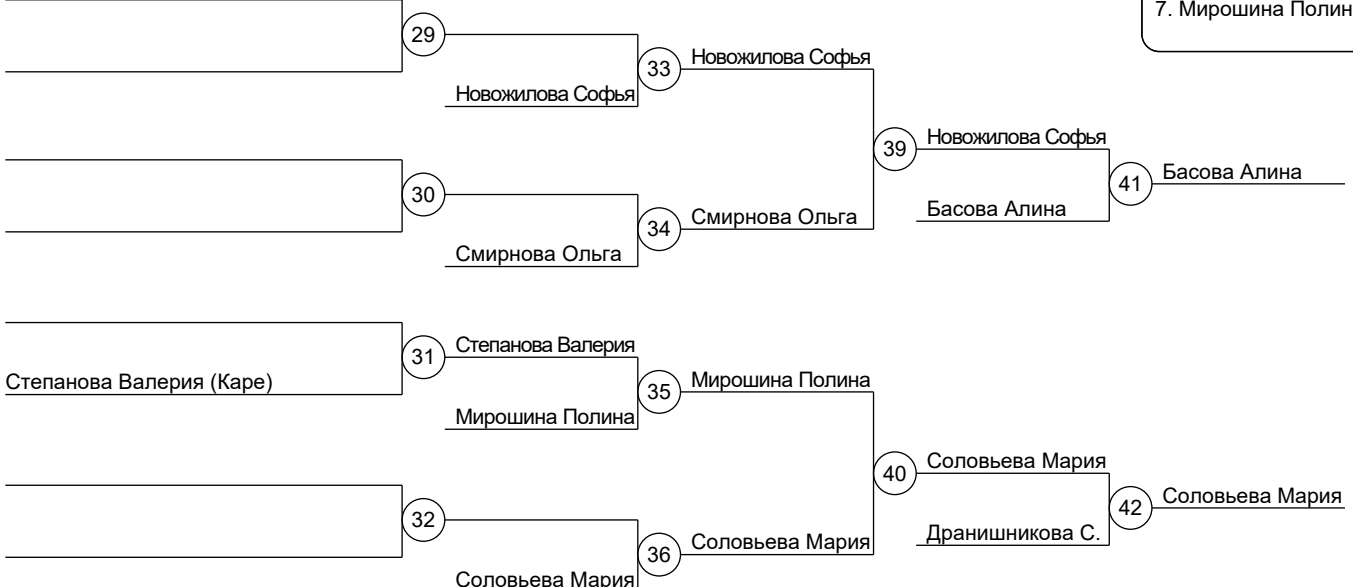 7. Мирошина Полин
29
33
Новожилова Софья
Новожилова Софья
39
Новожилова Софья
41
Басова Алина
30
34
Смирнова Ольга
Басова Алина
Смирнова Ольга
31
Степанова Валерия
Степанова Валерия (Каре)
35
Мирошина Полина
Мирошина Полина
40
Соловьева Мария
42
Соловьева Мария
32
36
Соловьева Мария
Дранишникова С.
Соловьева Мария